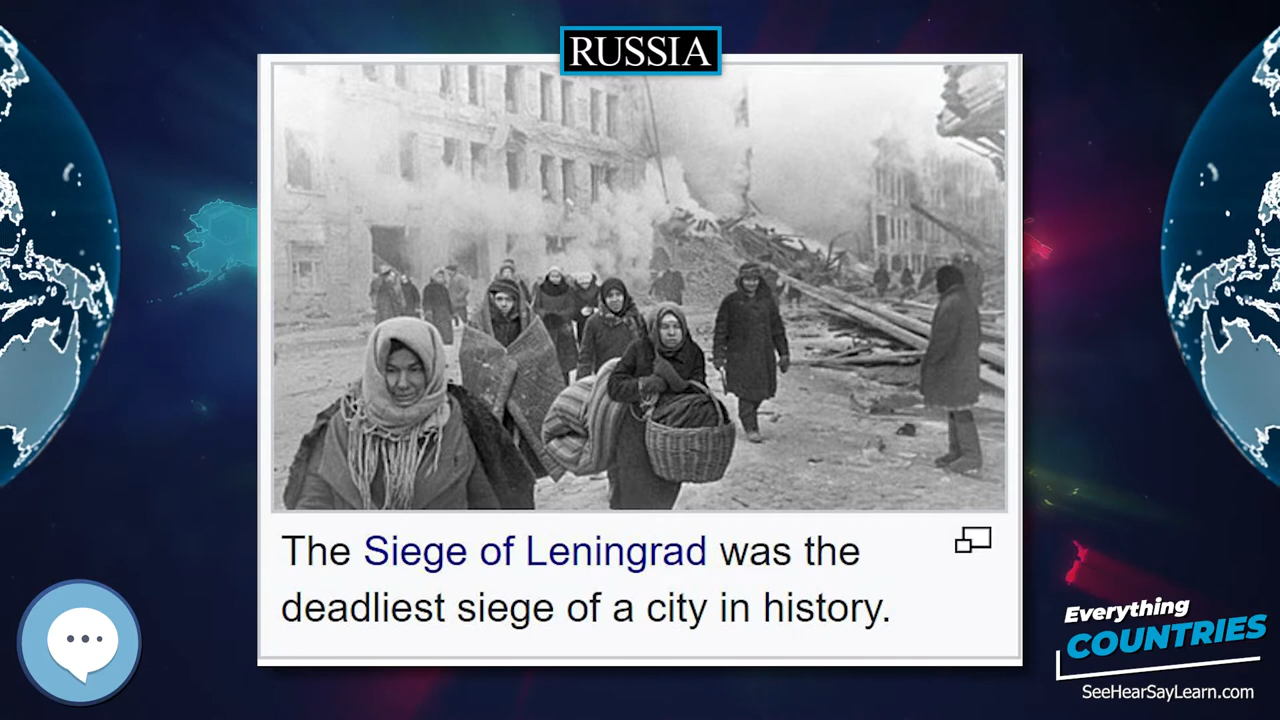 RUSSIA
The Siege of Leningrad was the
deadliest siege of a city in history.
Everything
COUNTRIES
SeeHearSayLearn.com